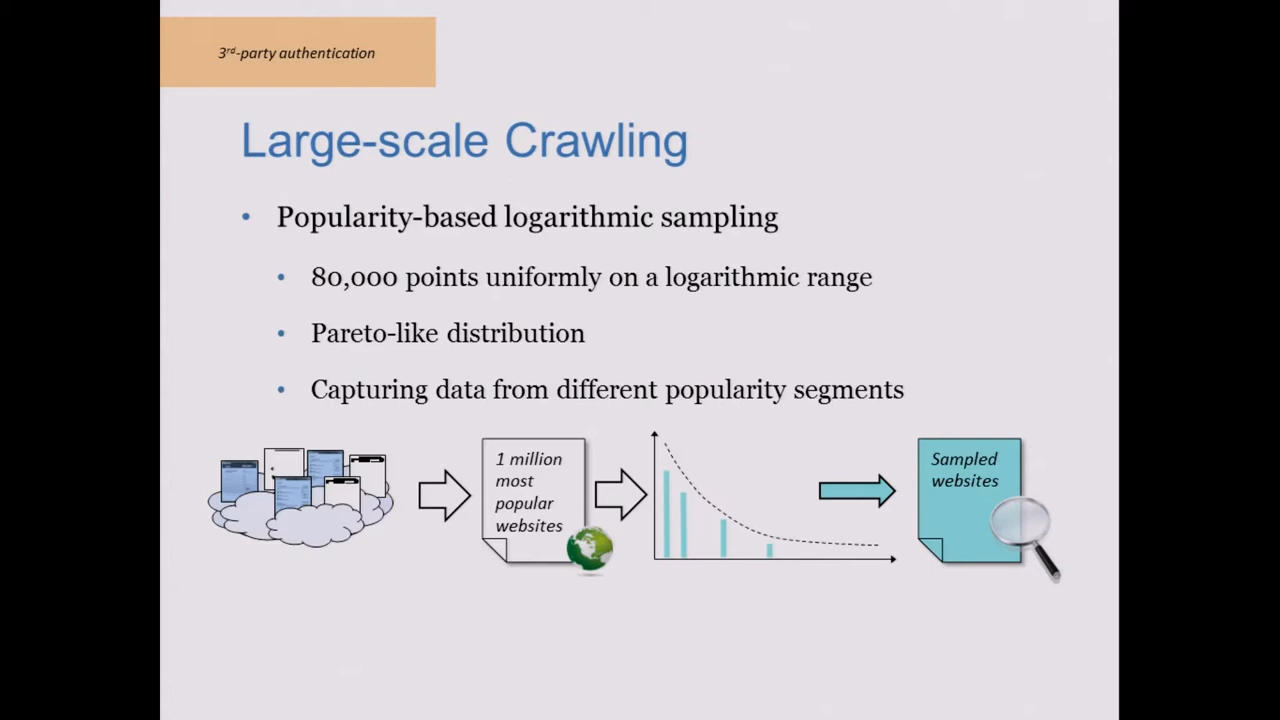 3rd-party authentication
Large-scale Crawling
• Popularity-based logarithmic sampling
• 80,000 points uniformly on a logarithmic range
• Pareto-like distribution
• Capturing data from different popularity segments
1 million
most
popular
websites
Sampled
websites